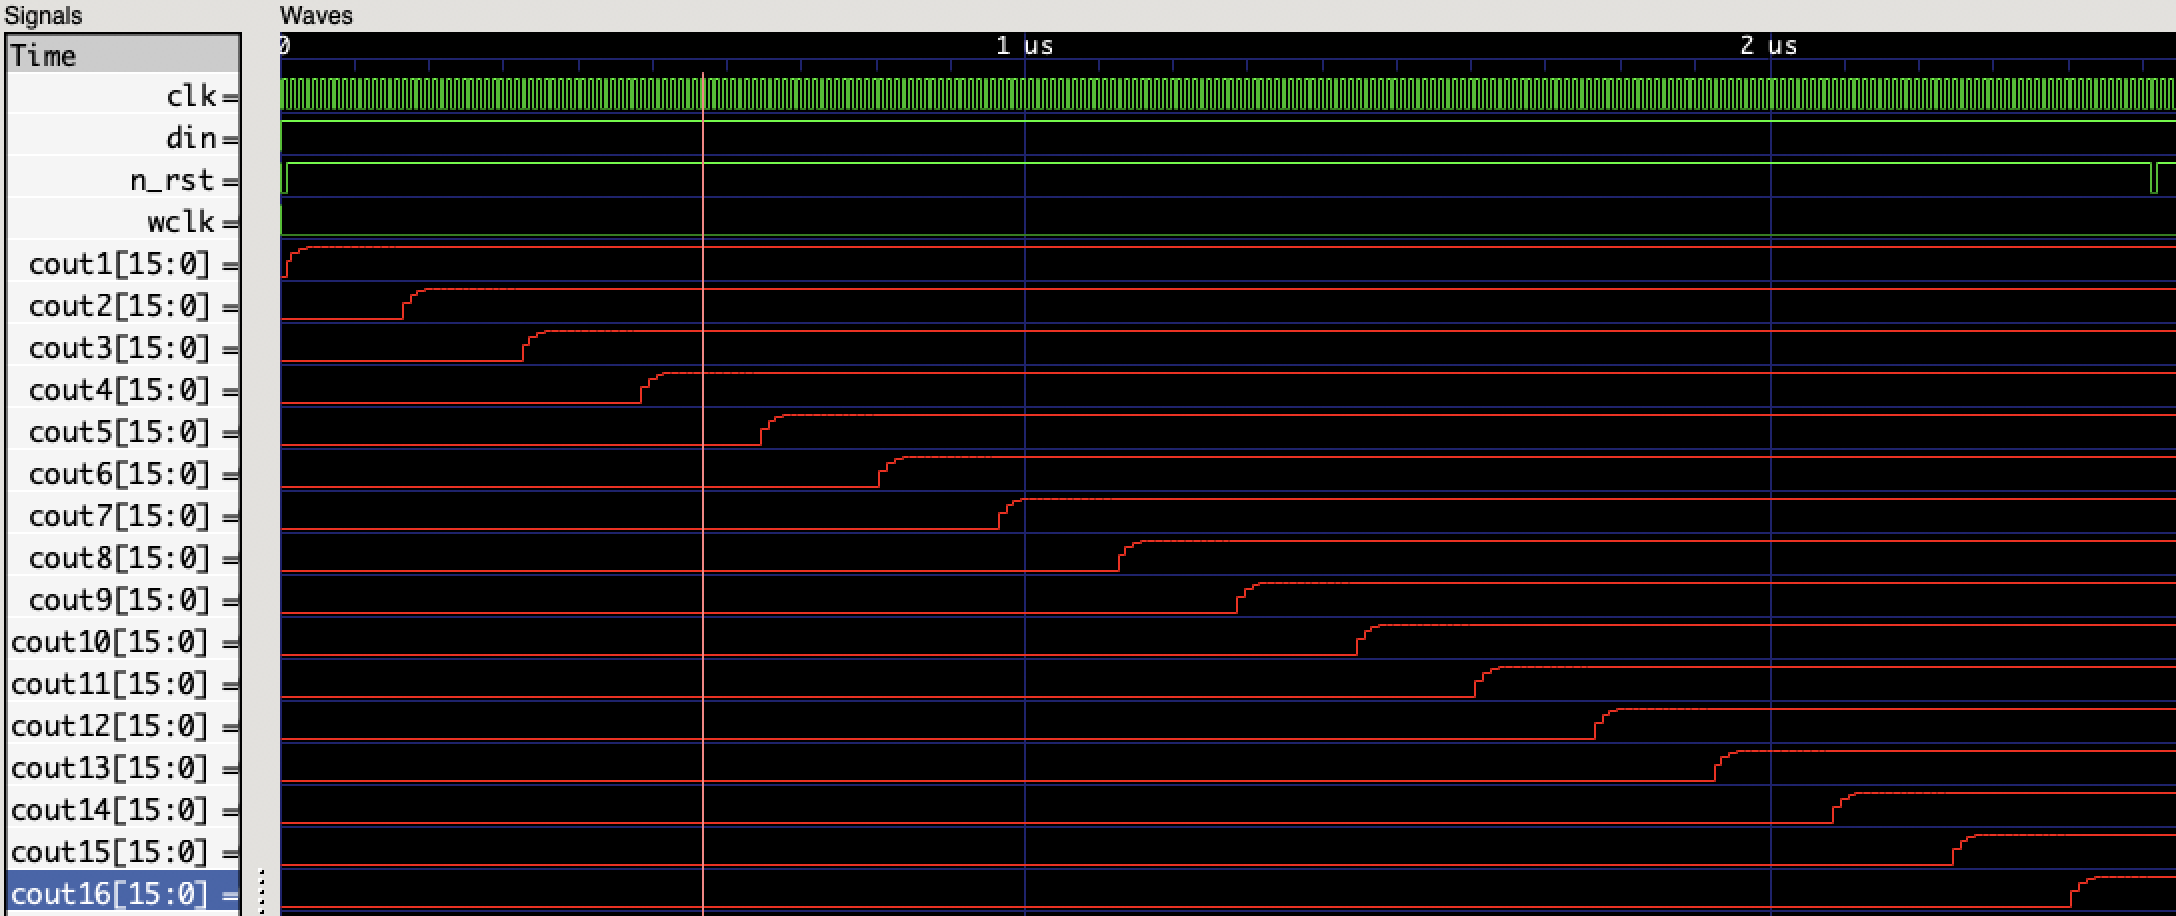 Signals
Waves
Time
0
1 us
2 us
clk=
din=
n_rst=
wclk=
cout1[15:0] =
cout2[15:0] =
cout3[15:0] =
cout4[15:0] =
cout5[15:0] =
cout6[15:0] =
cout7[15:0] =
cout8[15:0] =
cout9[15:0] =
cout10[15:0] =
cout11[15:0] =
cout12[15:0] =
cout13[15:0] =
cout14[15:0] =
cout15[15:0] =
cout16[15:0] =